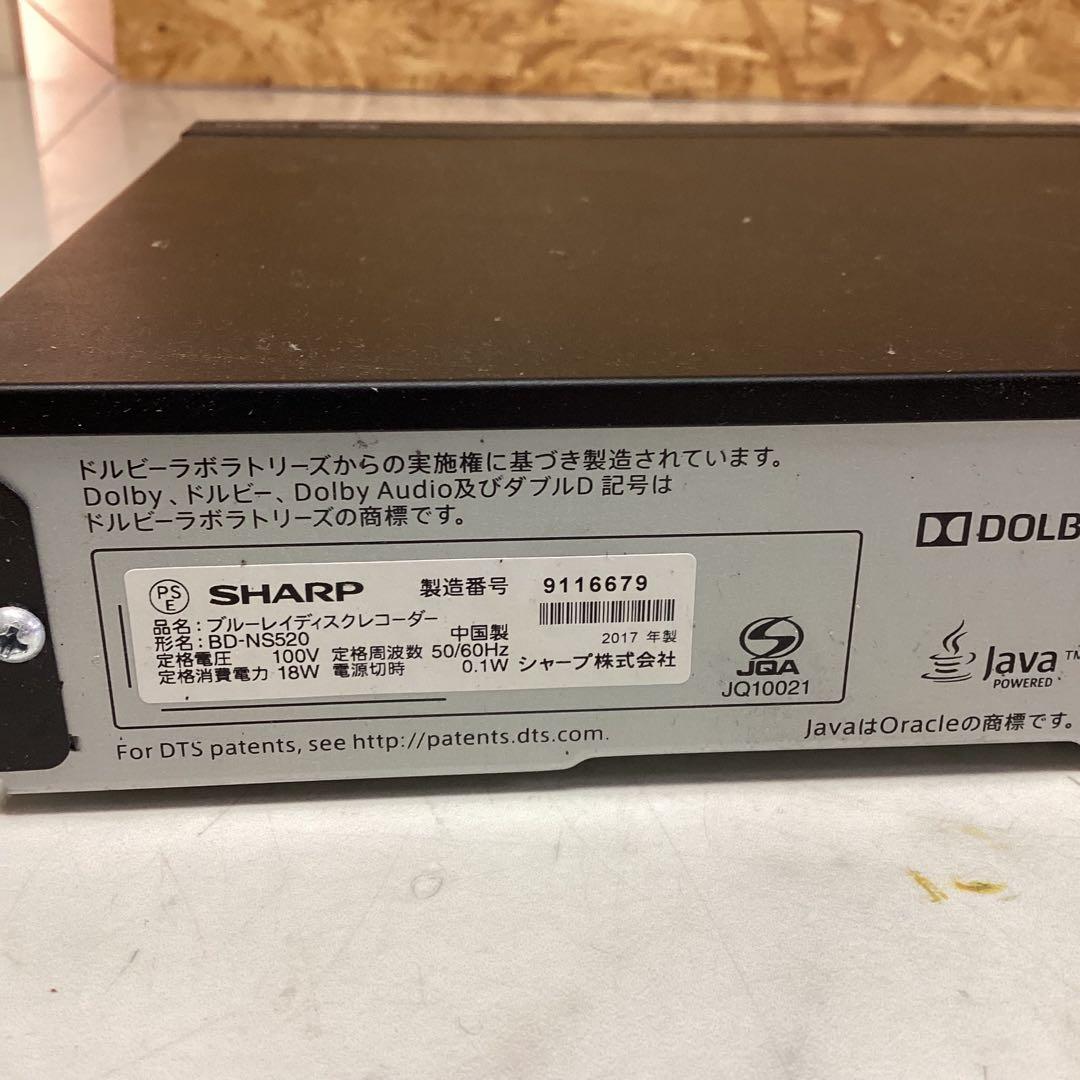 ドルビーラボラトリーズからの実施権に基づき製造されています。
Dolby、ドルビー、Dolby Audio及びダブルD 記号は
ドルビーラボラトリーズの商標です。
DOLB
PS E SHARP 製造番号 9116679
品名:ブルーレイディスクレコーダー
形名:BD-NS520 中国製 2017 年製
定格電圧 100V 定格周波数 50/60Hz
定格消費電力 18W 電源切時 0.1W シャープ株式会社
JQA
JQ10021
Java™
POWERED
For DTS patents, see http://patents.dts.com.
JavaはOracleの商標です。